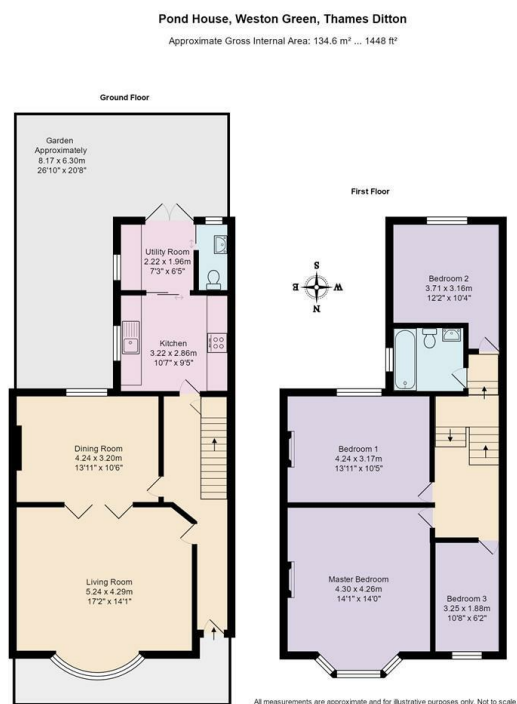 Pond House, Weston Green, Thames Ditton
Approximate Gross Internal Area: 134.6 m² ... 1448 ft²
Ground Floor
Garden
Approximately
8.17 x 6.30m
26'10" x 20'8"
Utility Room
2.22 x 1.96m
7'3" x 6'5"
Kitchen
3.22 x 2.86m
10'7" x 9'5"
Dining Room
4.24 x 3.20m
13'11" x 10'6"
Living Room
5.24 x 4.29m
17'2" x 14'1"
First Floor
S
E W
N
Bedroom 2
3.71 x 3.16m
12'2" x 10'4"
Bedroom 1
4.24 x 3.17m
13'11" x 10'5"
Master Bedroom
4.30 x 4.26m
14'1" x 14'0"
Bedroom 3
3.25 x 1.88m
10'8" x 6'2"
All measurements are approximate and for illustrative purposes only. Not to scale